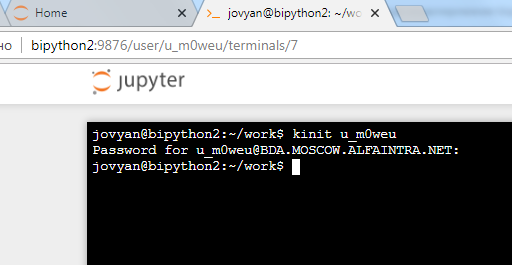 Home
jovyan@bipython2: ~/wo
но
bipython2:9876/user/u_m0weu/terminals/7
jupyter
jovyan@bipython2:~/work$ kinit u_m0weu
Password for u_m0weu@BDA.MOSCOW.ALFAINTRA.NET:
jovyan@bipython2:~/work$